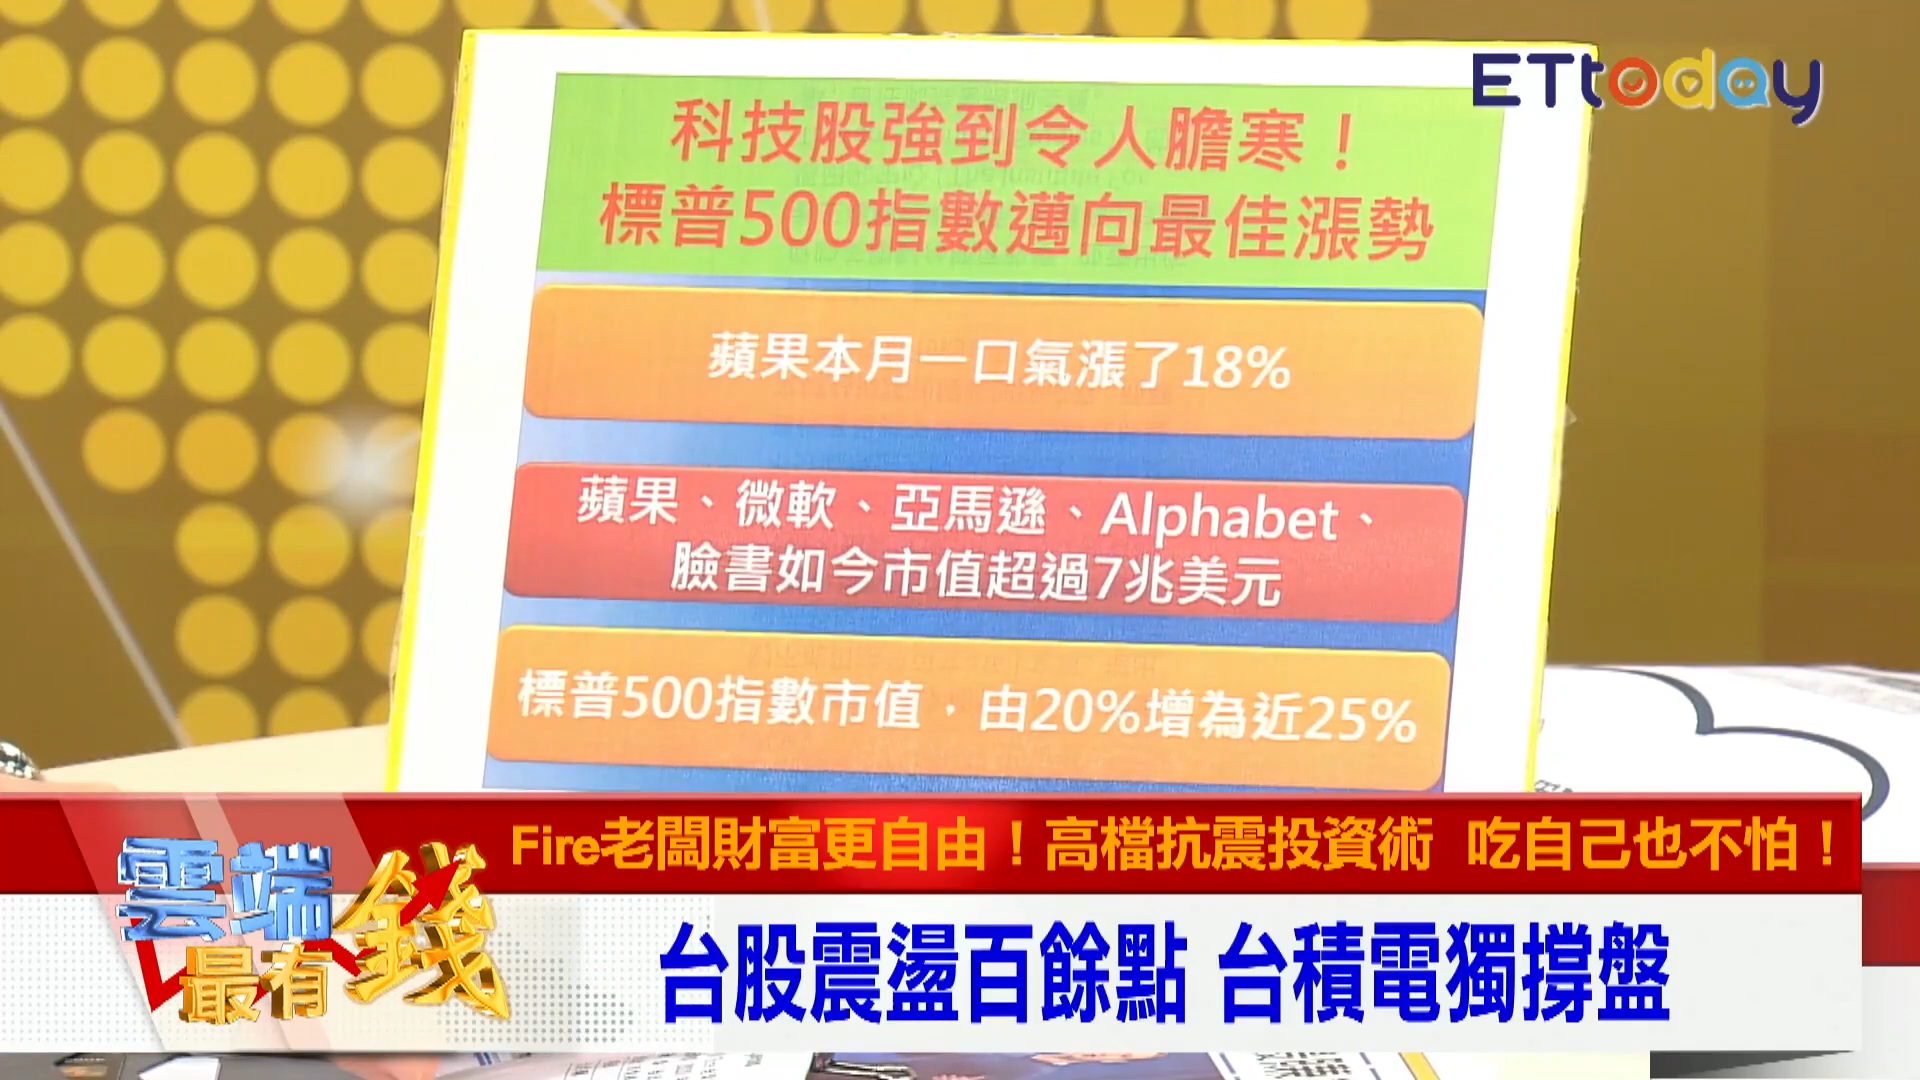 ETtoday
科技股強到令人膽寒！
標普500指數邁向最佳漲勢
蘋果本月一口氣漲了18%
蘋果、微軟、亞馬遜、Alphabet、
臉書如今市值超過7兆美元
標普500指數市值，由20%增為近25%
Fire老闆財富更自由！高檔抗震投資術 吃自己也不怕！
雲端
最有錢
台股震盪百餘點 台積電獨撐盤